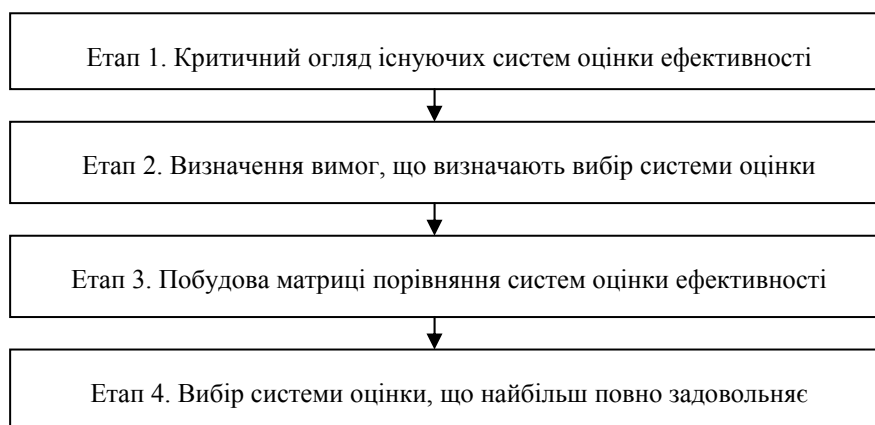 Етап 1. Критичний огляд існуючих систем оцінки ефективності
Етап 2. Визначення вимог, що визначають вибір системи оцінки
Етап 3. Побудова матриці порівняння систем оцінки ефективності
Етап 4. Вибір системи оцінки, що найбільш повно задовольняє